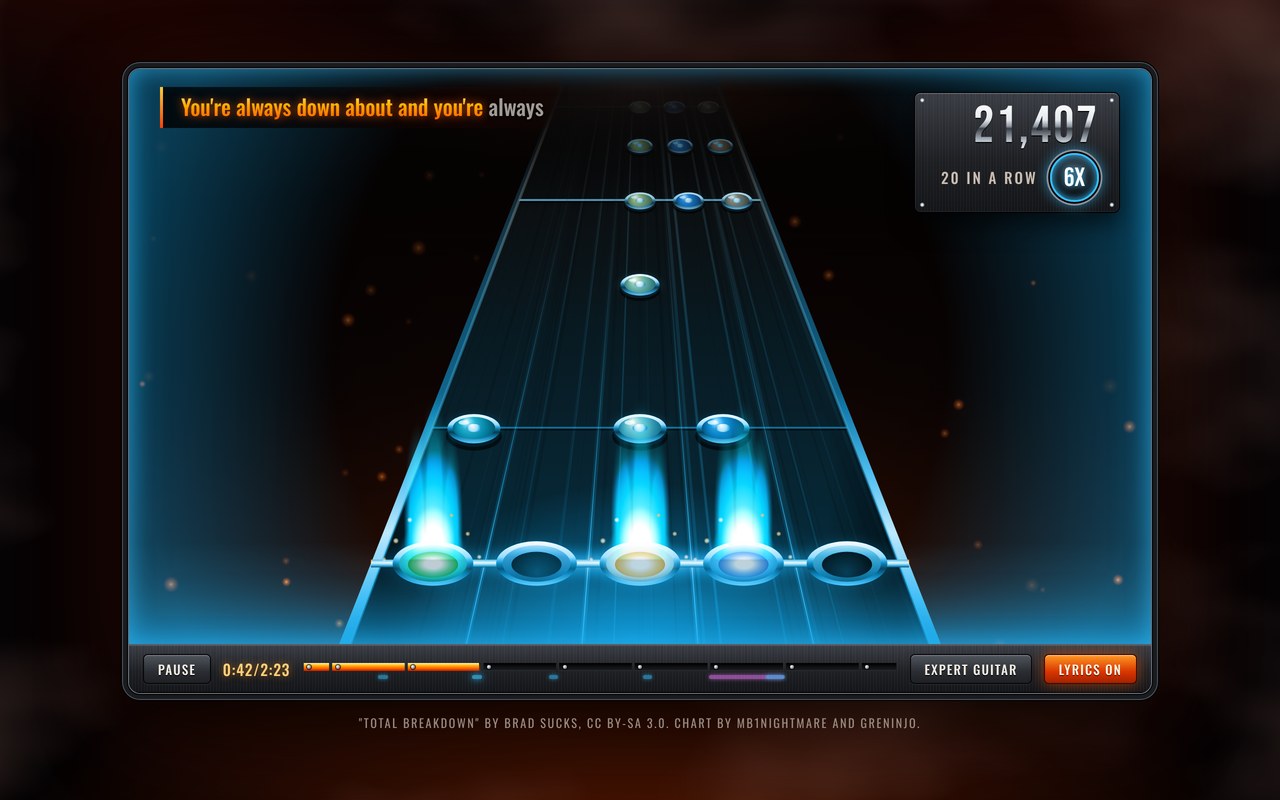 You're always down about and you're always
21,407
20 IN A ROW 6X
PAUSE 0:42/2:23 EXPERT GUITAR LYRICS ON
"TOTAL BREAKDOWN" BY BRAD SUCKS, CC BY-SA 3.0. CHART BY MB1NIGHTMARE AND GRENINJO.